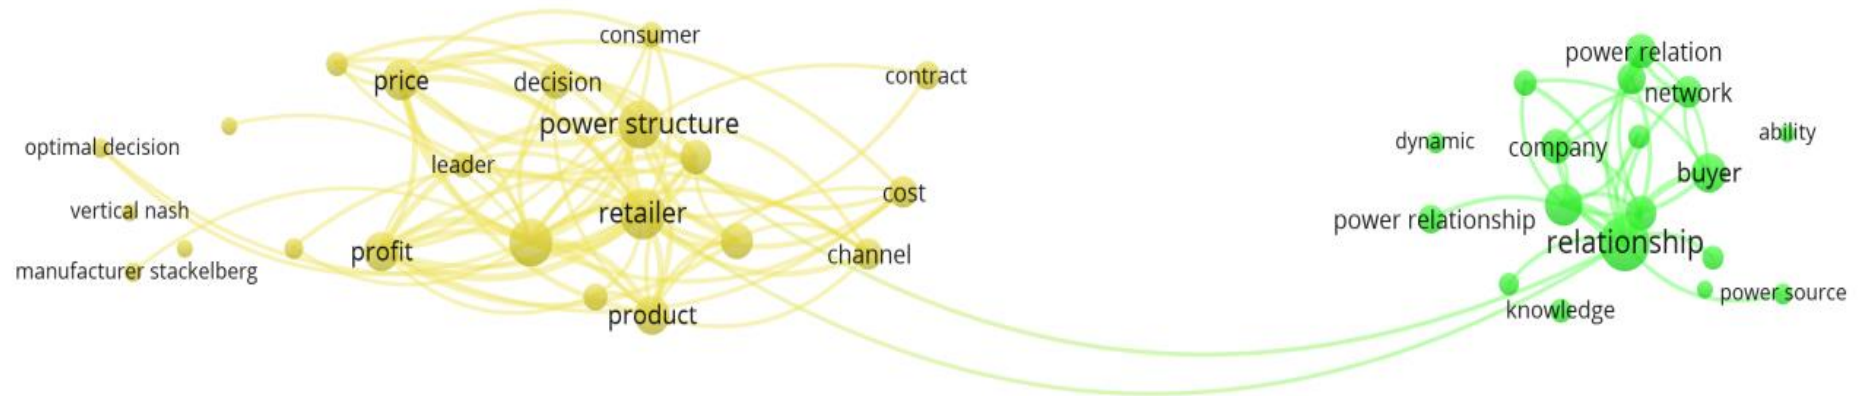 consumer
price
decision
contract
power structure
optimal decision
leader
cost
vertical nash
retailer
profit
channel
manufacturer stackelberg
product
power relation
network
ability
dynamic
company
buyer
power relationship
relationship
power source
knowledge